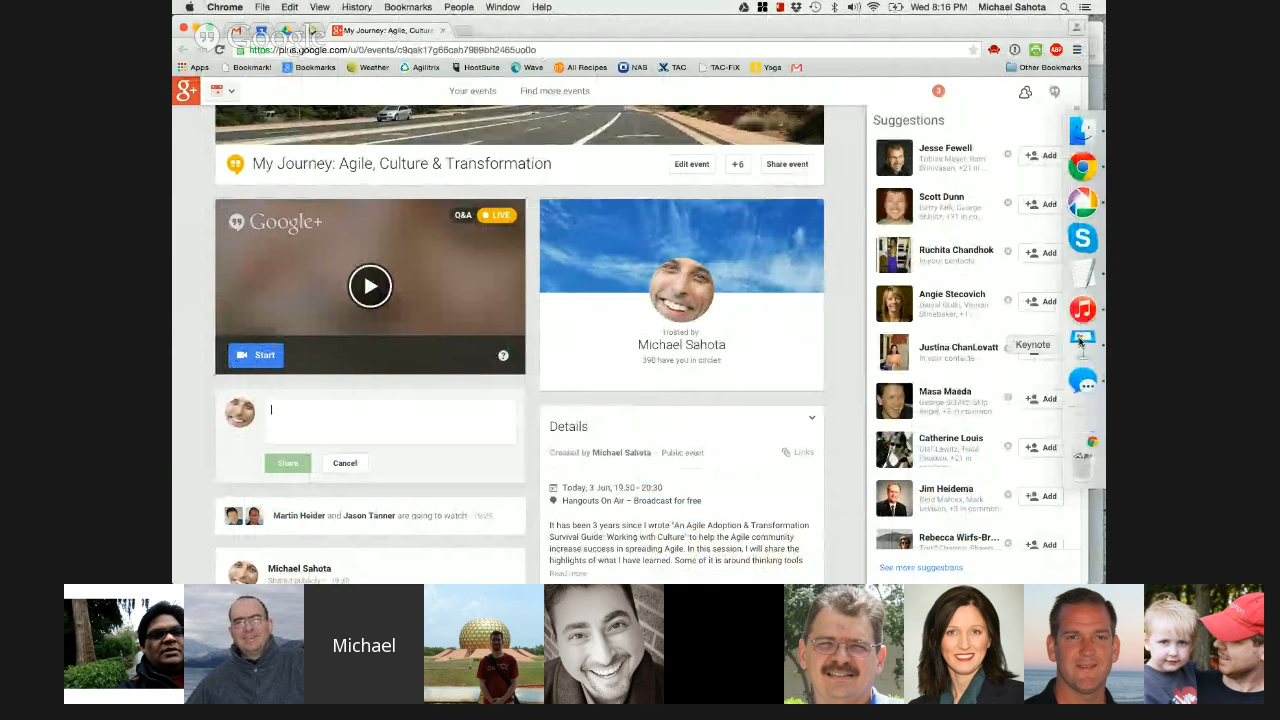 Chrome File Edit View History Bookmarks People Window Help
Wed 8:16 PM Michael Sahota
My Journey: Agile, Culture
Google
https://plus.google.com/u/0/events/
Apps Bookmark! Bookmarks Weather Agilitrix HootSuite Wave All Recipes NAS TAC TAC-FIX Yoga Other Bookmarks
g+ Your events Find more events 3
My Journey: Agile, Culture & Transformation
Edit event +6 Share event
Google+ Q&A LIVE
Start ?
Hosted by
Michael Sahota
390 have you in circles
Share Cancel
Martin Heider and Jason Tanner are going to watch
Michael Sahota
Shared publicly
Details
Created by Michael Sahota – Public event Links
Today, 3 Jun, 19:30 - 20:30
Hangouts On Air – Broadcast for free
It has been 3 years since I wrote "An Agile Adoption & Transformation
Survival Guide: Working with Culture" to help the Agile community
increase success in spreading Agile. In this session, I will share the
highlights of what I have learned. Some of it is around thinking tools
Read more
Suggestions
Jesse Fewell
Add
Scott Dunn
Add
Ruchita Chandhok
In your contacts
Add
Angie Stecovich
Add
Justina ChanLovatt
In your contacts
Keynote
Masa Maeda
Add
Catherine Louis
Add
Jim Heidema
Add
Rebecca Wirfs-Br...
Add
See more suggestions
Michael